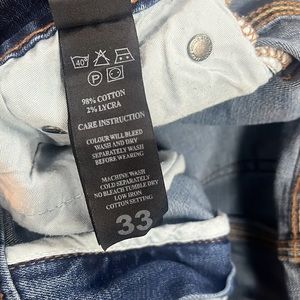 40
P
98% COTTON
2% LYCRA
CARE INSTRUCTION
COLOUR WILL BLEED
WASH AND DRY
SEPARATELY WASH
BEFORE WEARING
MACHINE WASH
COLD SEPARATELY
NO BLEACH TUMBLE DRY
LOW IRON
COTTON SETTING
33